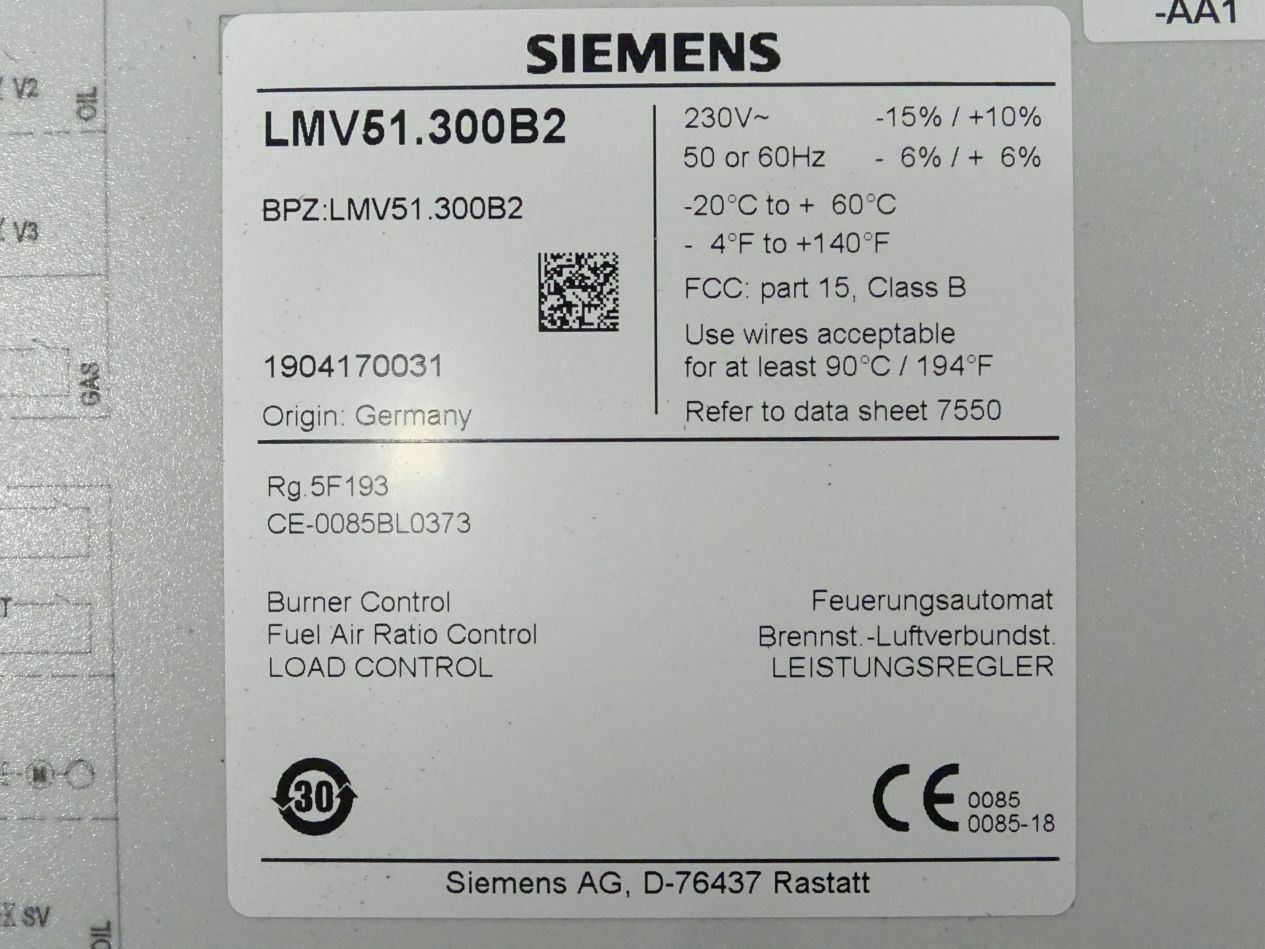 -AA1
SIEMENS
LMV51.300B2
BPZ:LMV51.300B2
1904170031
Origin: Germany
230V~ -15% / +10%
50 or 60Hz - 6% / + 6%
-20°C to + 60°C
- 4°F to +140°F
FCC: part 15, Class B
Use wires acceptable
for at least 90°C / 194°F
Refer to data sheet 7550
Rg.5F193
CE-0085BL0373
Burner Control
Fuel Air Ratio Control
LOAD CONTROL
Feuerungsautomat
Brennst.-Luftverbundst.
LEISTUNGSREGLER
30
CE 0085
0085-18
Siemens AG, D-76437 Rastatt
V2
OIL
V3
GAS
T
M
SV
OIL